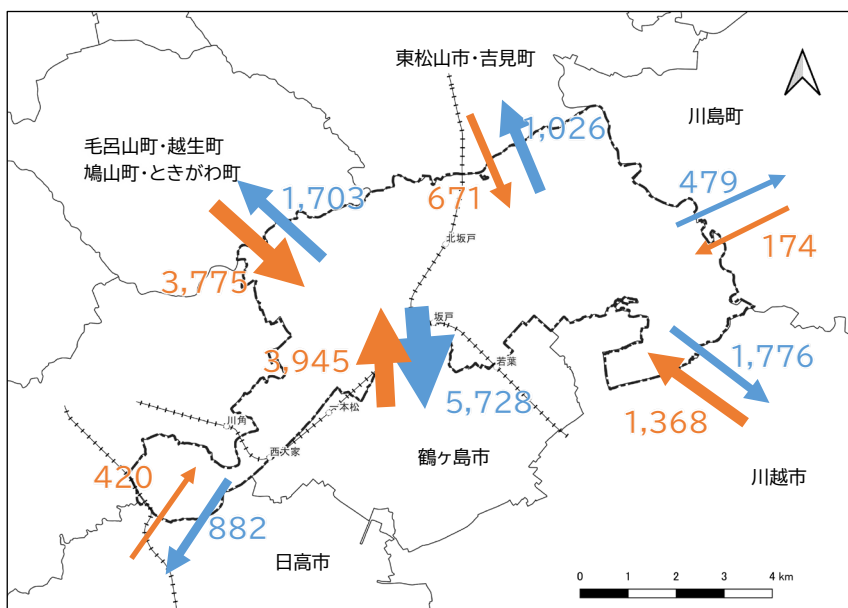 東松山市・吉見町
川島町
毛呂山町・越生町
鳩山町・ときがわ町
1,026
671
479
174
1,703
3,775
北坂戸
坂戸
若葉
3,945
5,728
1,776
1,368
一本松
川角
西大家
鶴ヶ島市
川越市
420
882
日高市
0 1 2 3 4 km